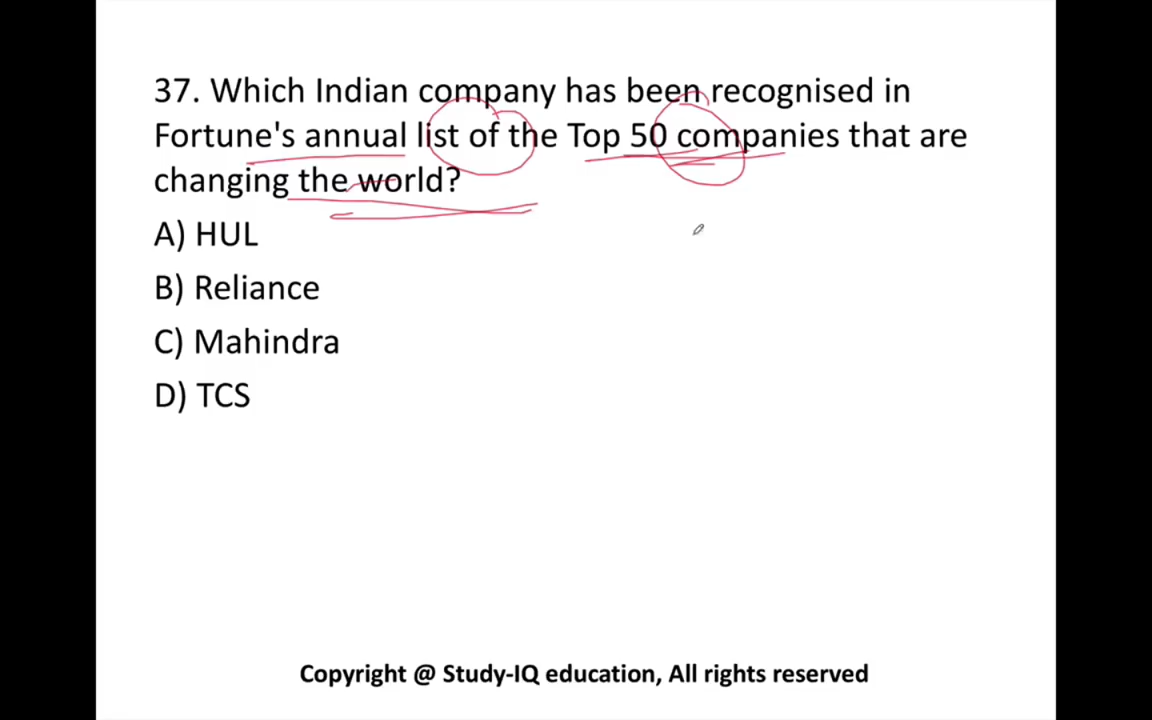 37. Which Indian company has been recognised in
Fortune's annual list of the Top 50 companies that are
changing the world?
A) HUL
B) Reliance
C) Mahindra
D) TCS
Copyright @ Study-IQ education, All rights reserved